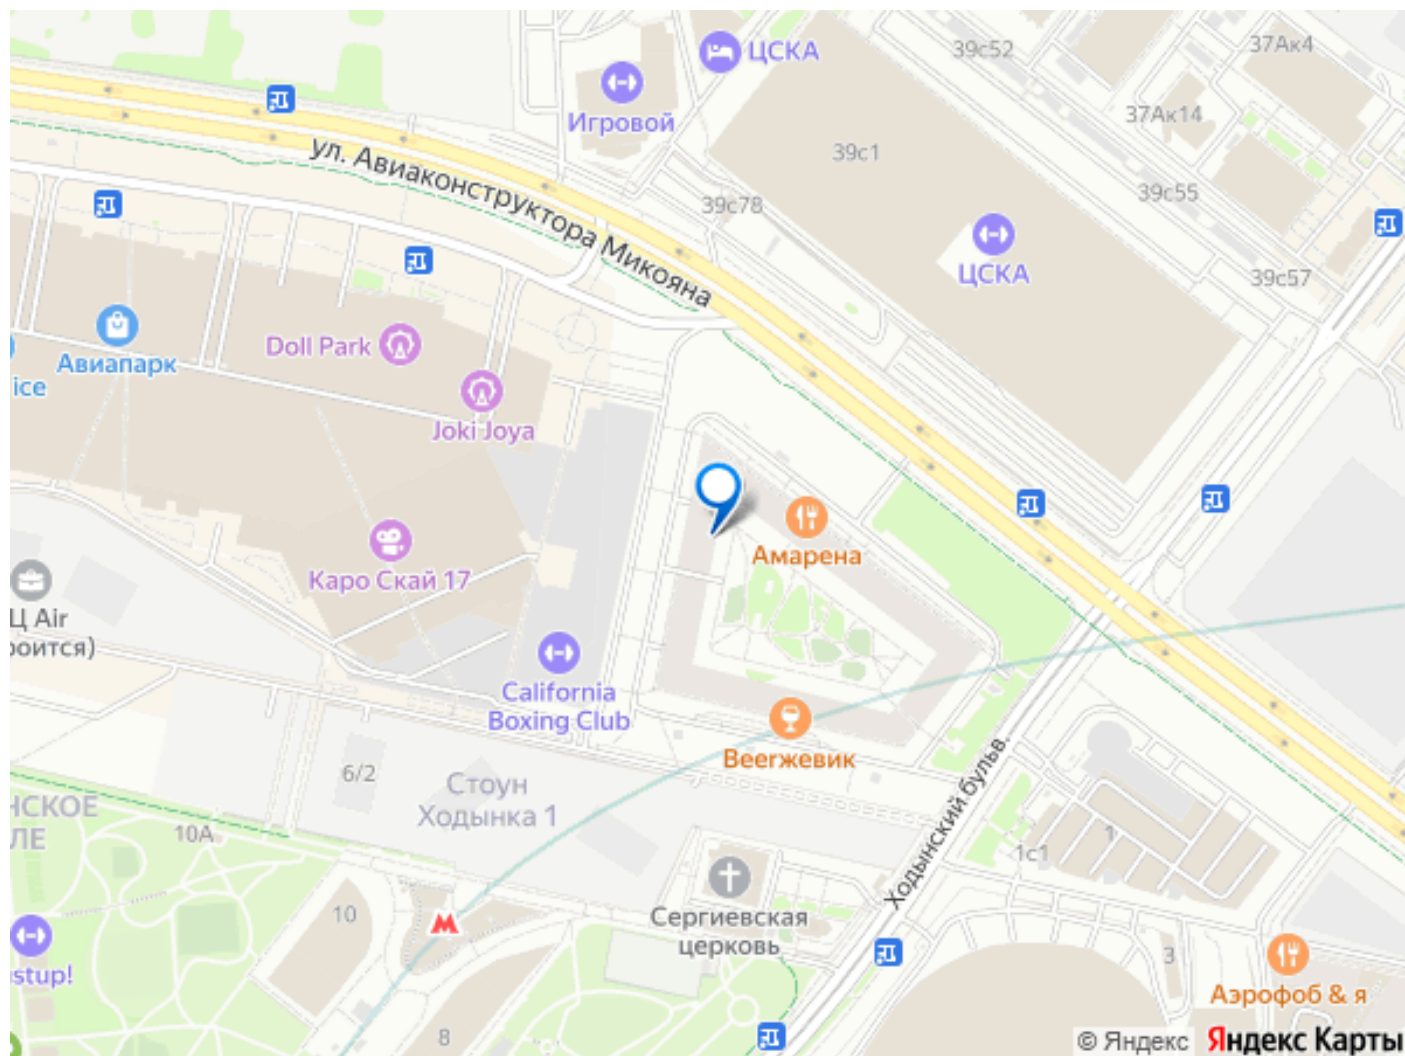 ЦСКА
39с52
37Ак4
Игровой
37Ак14
39с1
ул. Авиаконструктора Микояна
39с78
39с55
ЦСКА
39с57
Doll Park
Авиапарк
ice
Joki Joya
Амарена
Каро Скай 17
Ц Air
роится)
California
Boxing Club
Beerжевик
6/2
Стоун
Ходынка 1
НСКОЕ
ЛЕ
10А
Ходынский бульв.
1
1с1
10
Сергиевская
церковь
stup!
3
Аэрофоб & я
8
© Яндекс Яндекс Карты